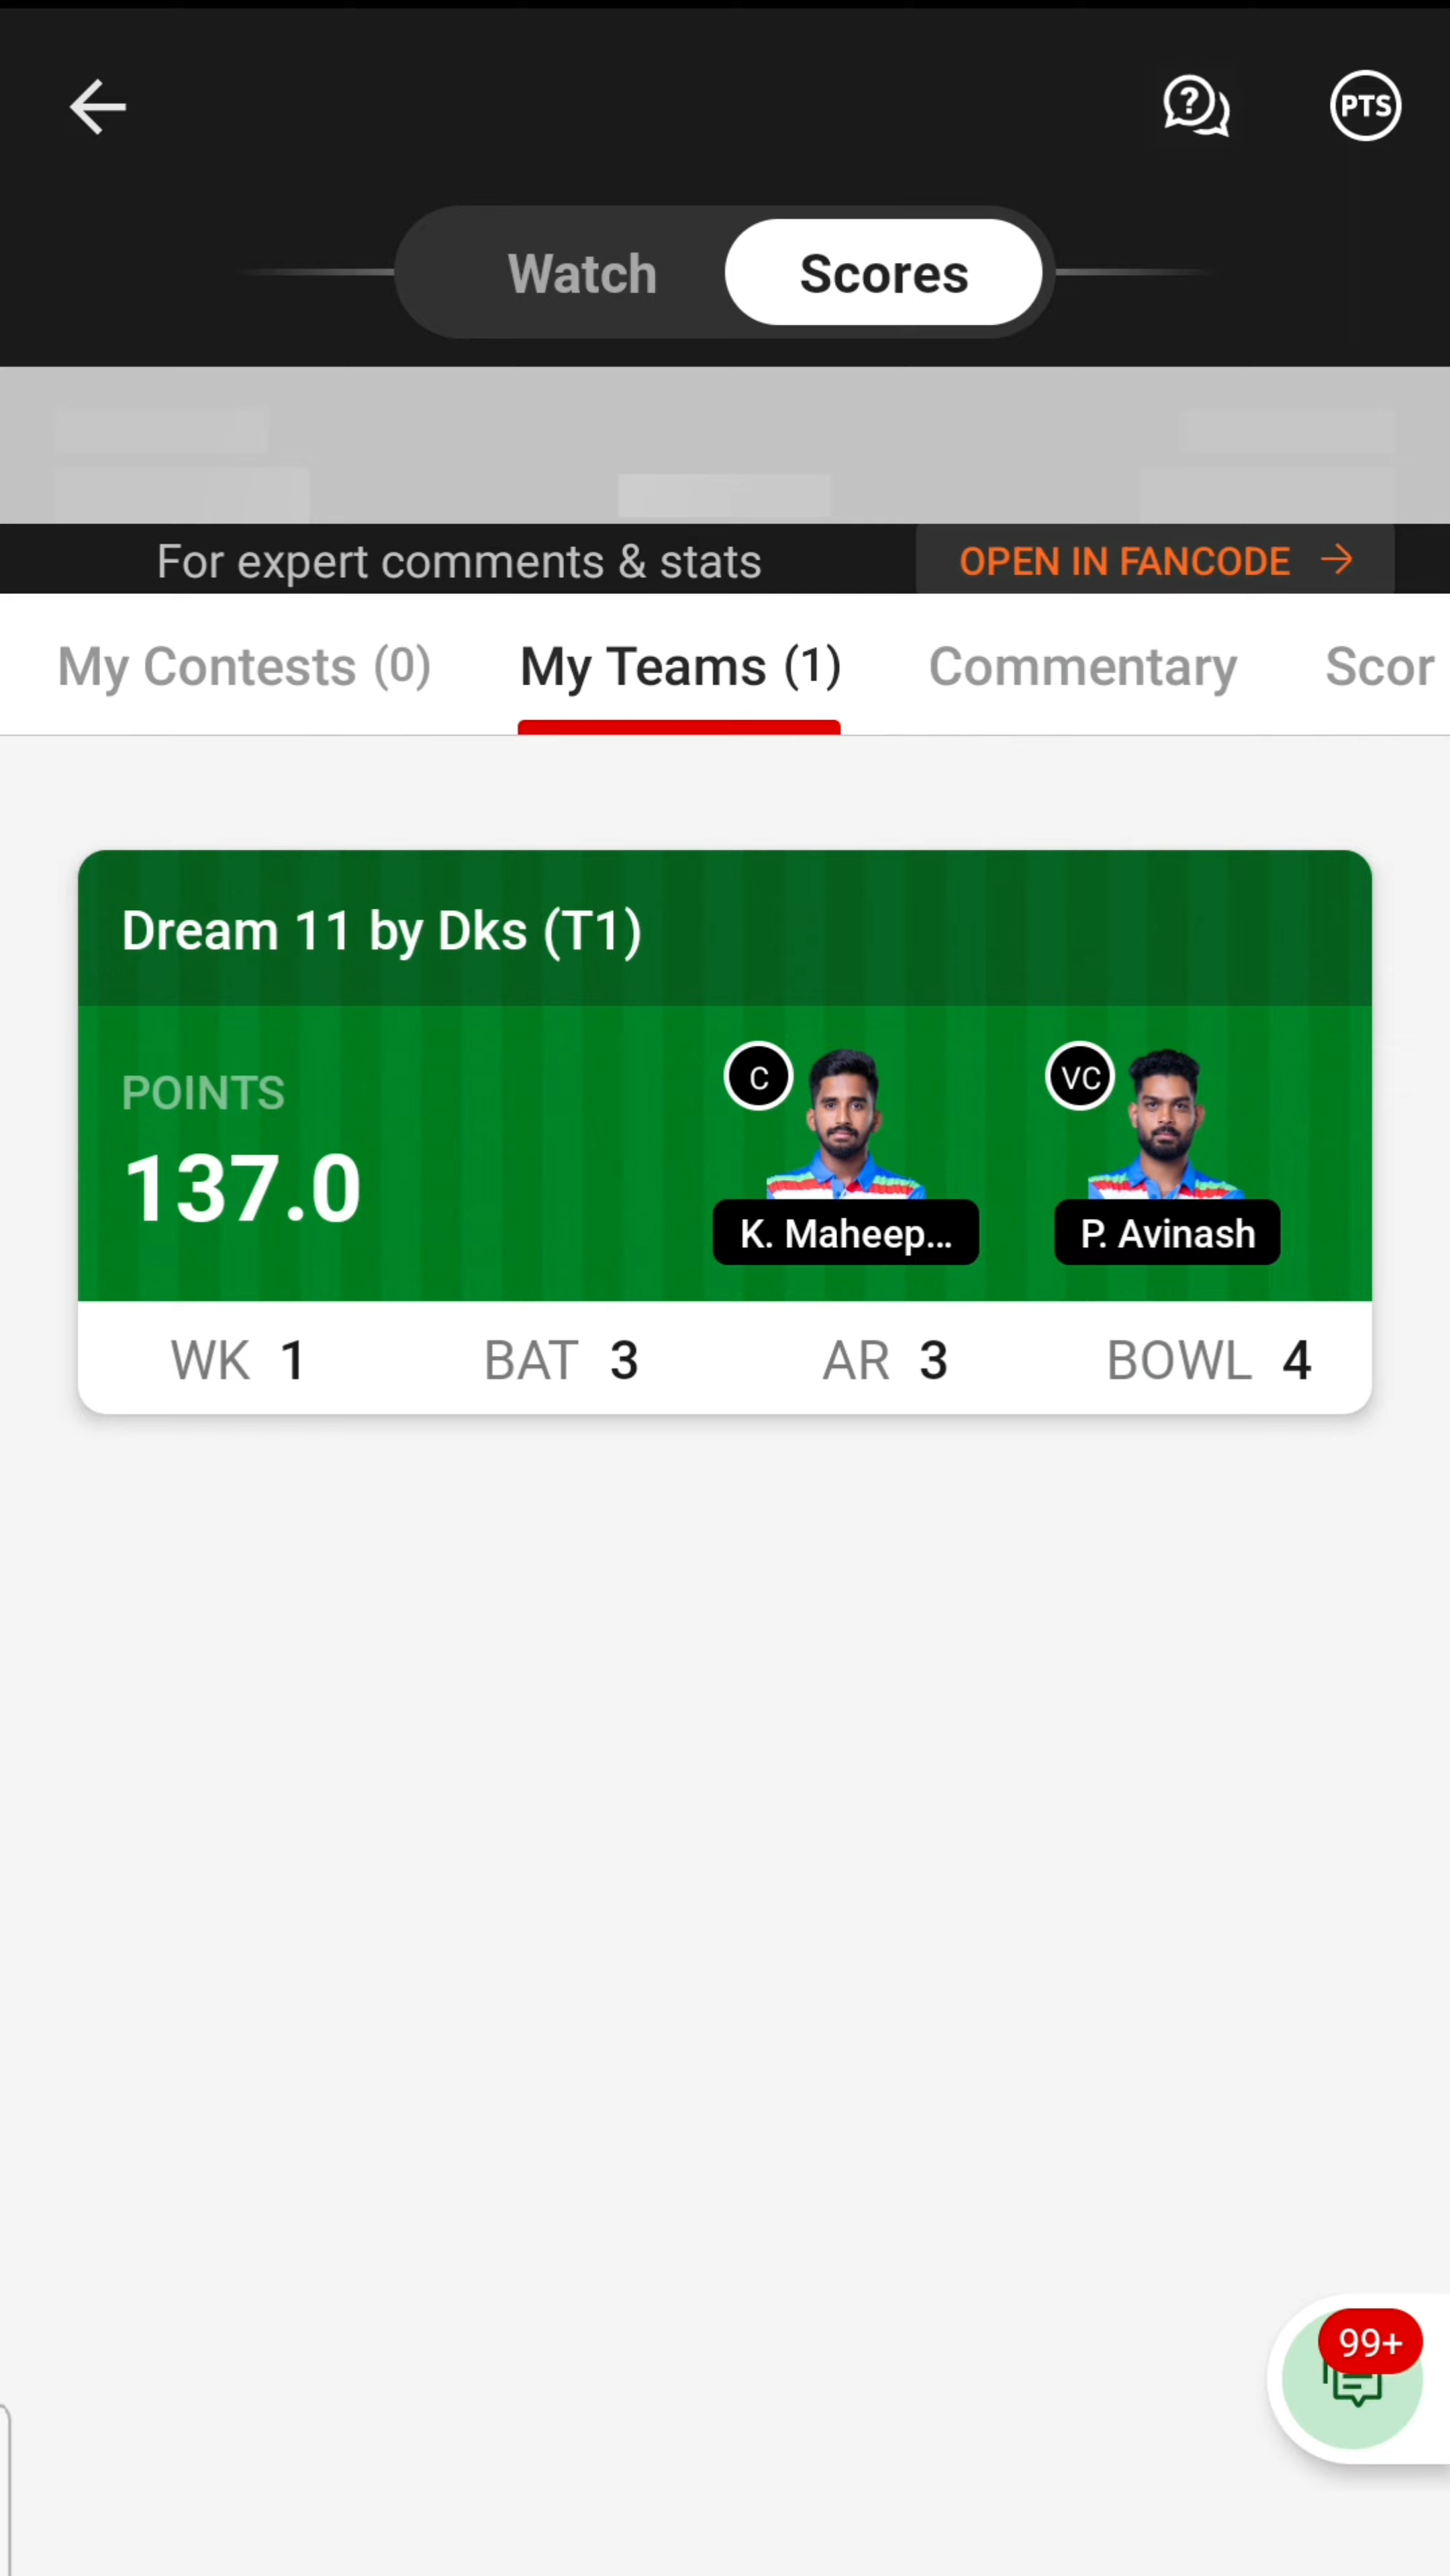 ?
PTS
Watch
Scores
For expert comments & stats
OPEN IN FANCODE
My Contests (0)
My Teams (1)
Commentary
Scor
Dream 11 by Dks (T1)
POINTS
137.0
C
VC
K. Maheep...
P. Avinash
WK 1
BAT 3
AR 3
BOWL 4
99+